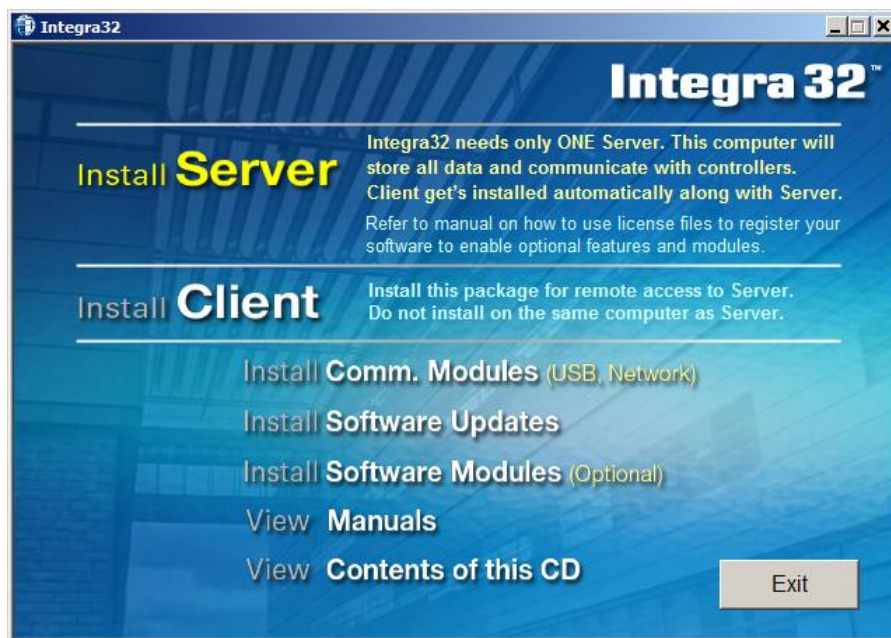 Integra32
Integra 32™
Install Server
Integra32 needs only ONE Server. This computer will
store all data and communicate with controllers.
Client get's installed automatically along with Server.
Refer to manual on how to use license files to register your
software to enable optional features and modules.
Install Client
Install this package for remote access to Server.
Do not install on the same computer as Server.
Install Comm. Modules (USB, Network)
Install Software Updates
Install Software Modules (Optional)
View Manuals
View Contents of this CD
Exit